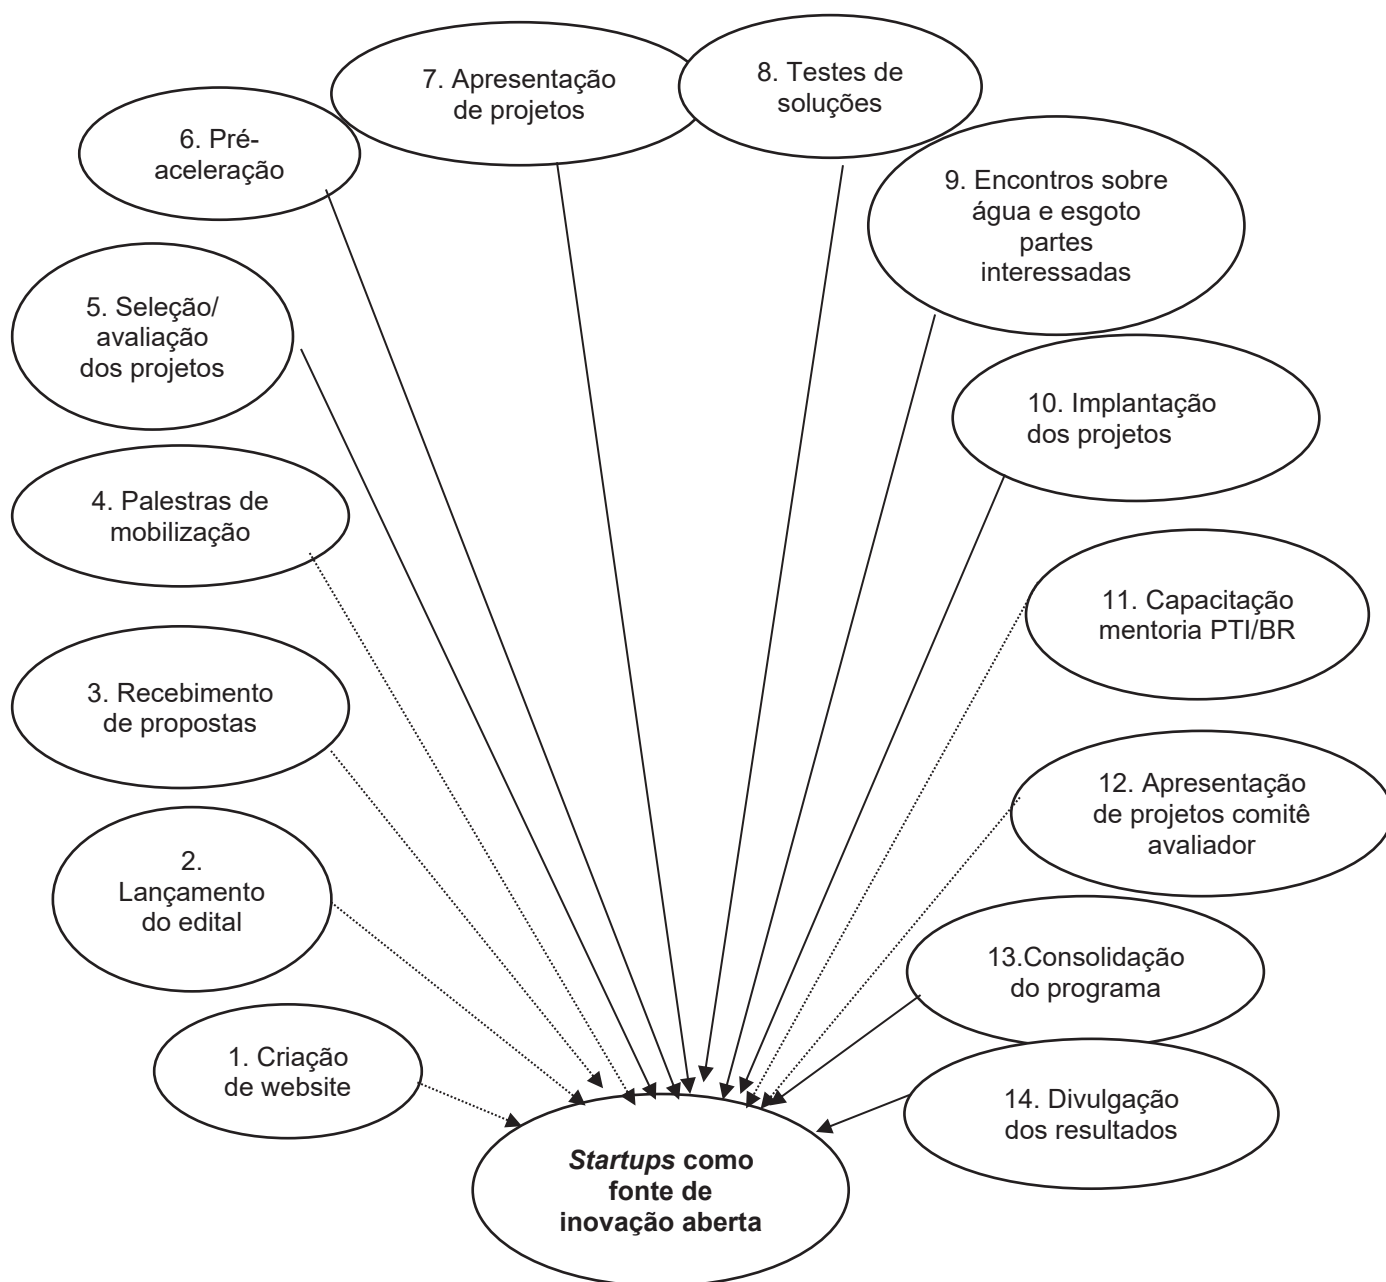 7. Apresentação
de projetos
8. Testes de
soluções
6. Pré-
aceleração
9. Encontros sobre
água e esgoto
partes
interessadas
5. Seleção/
avaliação
dos projetos
10. Implantação
dos projetos
4. Palestras de
mobilização
11. Capacitação
mentoria PTI/BR
3. Recebimento
de propostas
12. Apresentação
de projetos comitê
avaliador
2.
Lançamento
do edital
13.Consolidação
do programa
1. Criação
de website
14. Divulgação
dos resultados
Startups como
fonte de
inovação aberta